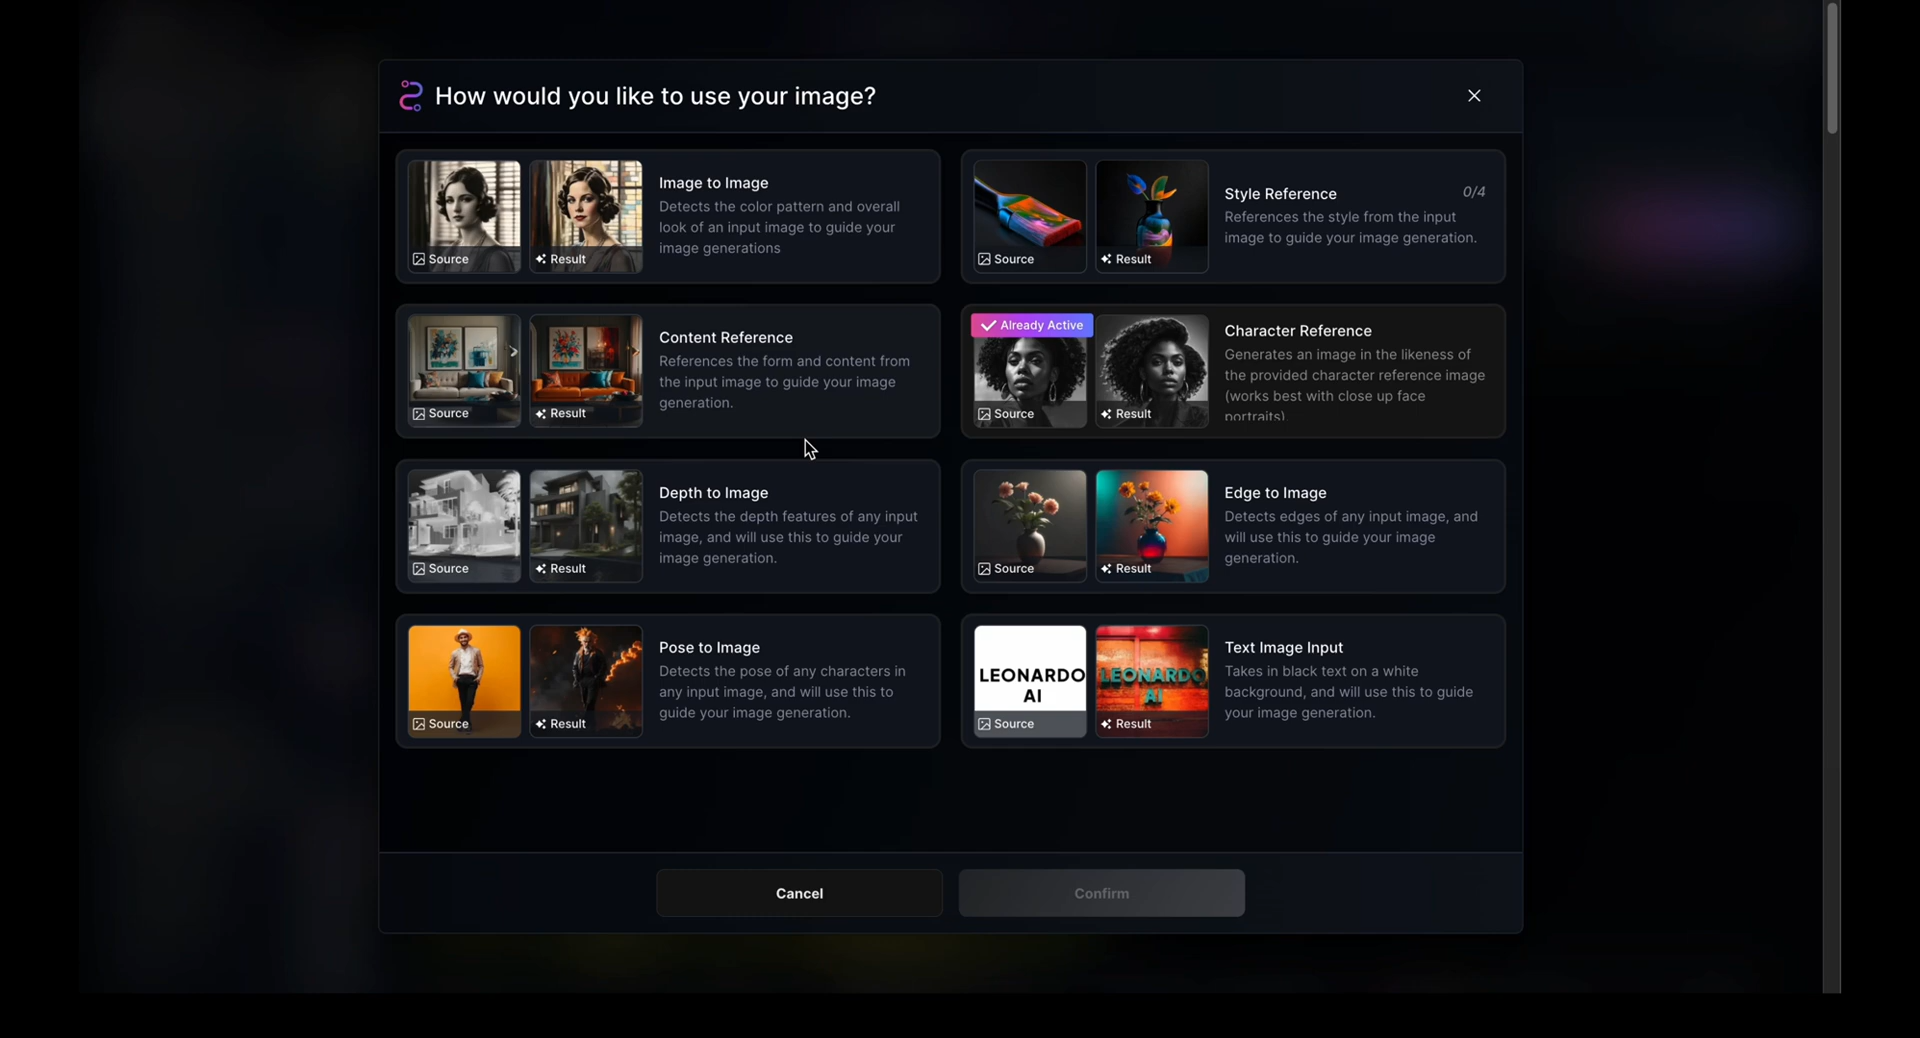 How would you like to use your image?
Image to Image
Detects the color pattern and overall
look of an input image to guide your
image generations
Source
Result
Style Reference
0/4
References the style from the input
image to guide your image generation.
Source
Result
Content Reference
References the form and content from
the input image to guide your image
generation.
Source
Result
Already Active
Character Reference
Generates an image in the likeness of
the provided character reference image
(works best with close up face
portraits)
Source
Result
Depth to Image
Detects the depth features of any input
image, and will use this to guide your
image generation.
Source
Result
Edge to Image
Detects edges of any input image, and
will use this to guide your image
generation.
Source
Result
Pose to Image
Detects the pose of any characters in
any input image, and will use this to
guide your image generation.
Source
Result
LEONARDO
AI
LEONARDO
AI
Text Image Input
Takes in black text on a white
background, and will use this to guide
your image generation.
Source
Result
Cancel
Confirm